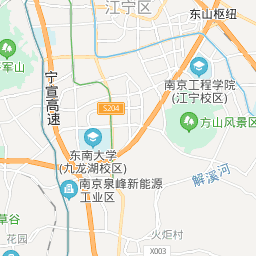 江宁区
东山枢纽
将军山
宁宣高速
S204
南京工程学院
(江宁校区)
方山风景区
东南大学
(九龙湖校区)
解溪河
南京泉峰新能源
工业区
草谷
花园
火炬村
X003